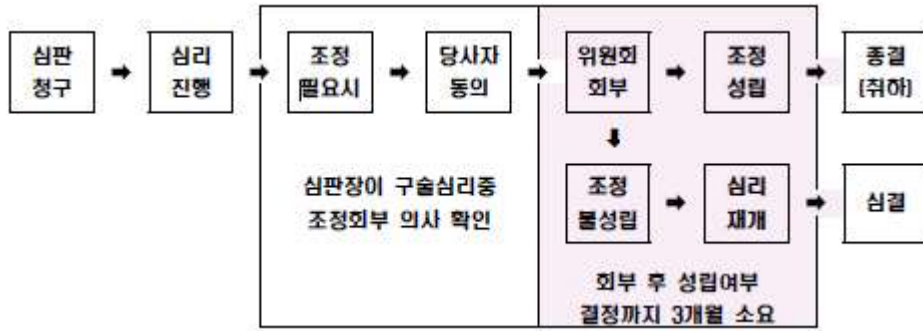 심판
청구
심리
진행
조정
필요시
당사자
동의
위원회
회부
조정
성립
종결
(취하)
심판장이 구술심리중
조정회부 의사 확인
조정
불성립
심리
재개
심결
회부 후 성립여부
결정까지 3개월 소요